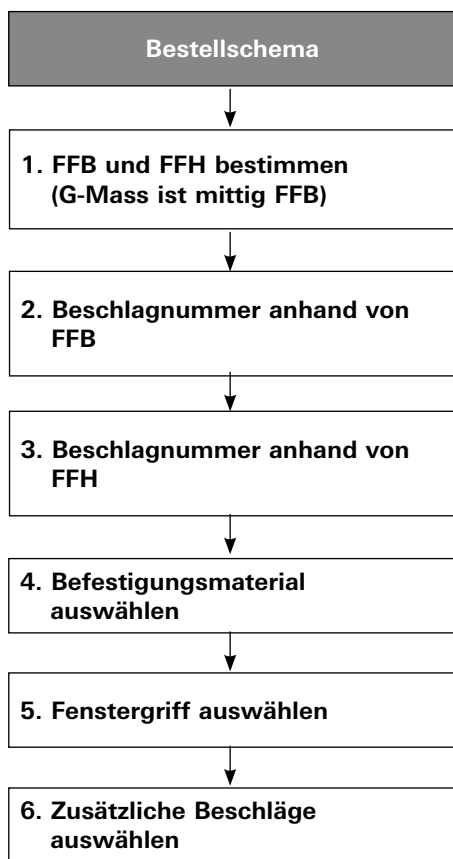 Bestellschema
1. FFB und FFH bestimmen
(G-Mass ist mittig FFB)
2. Beschlagnummer anhand von
FFB
3. Beschlagnummer anhand von
FFH
4. Befestigungsmaterial
auswählen
5. Fenstergriff auswählen
6. Zusätzliche Beschläge
auswählen